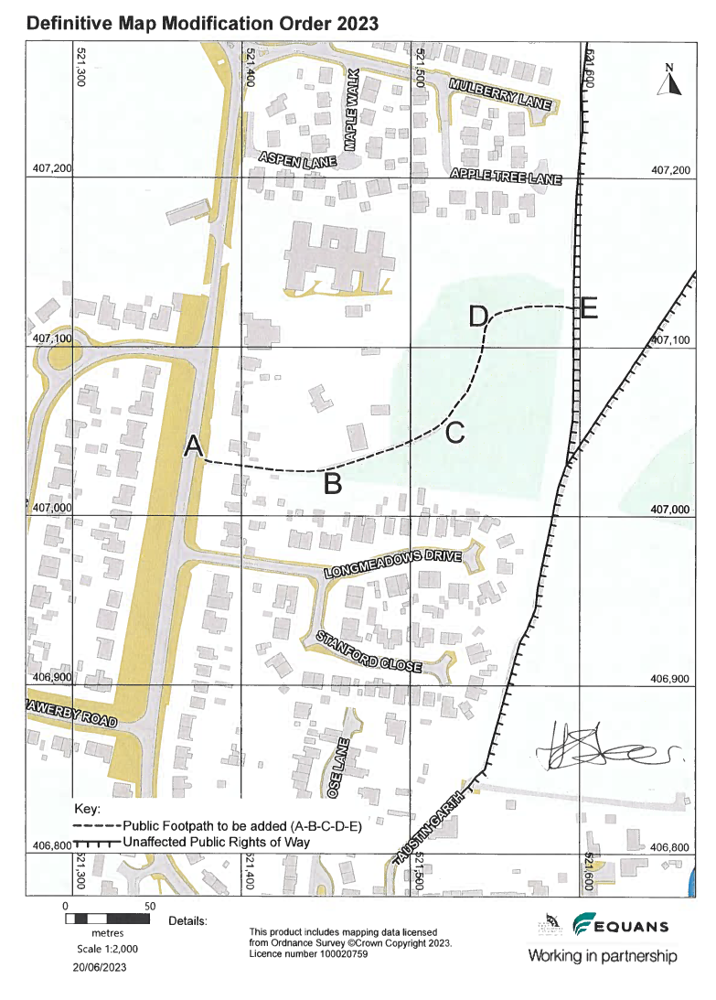 Definitive Map Modification Order 2023
521,300
521,400
521,500
521,600
N
MULBERRY LANE
MAPLE WALK
ASPEN LANE
APPLE TREE LANE
407,200
407,200
D
E
407,100
407,100
A
B
C
407,000
407,000
LONGMEADOWS DRIVE
STANFORD CLOSE
406,900
406,900
AWERBY ROAD
OSE LANE
TAUSTIN GARTH
Key:
Public Footpath to be added (A-B-C-D-E)
Unaffected Public Rights of Way
406,800
406,800
521,300
521,400
521,500
521,600
0 50
metres
Scale 1:2,000
20/06/2023
Details:
This product includes mapping data licensed
from Ordnance Survey ©Crown Copyright 2023.
Licence number 100020759
EQUANS
Working in partnership